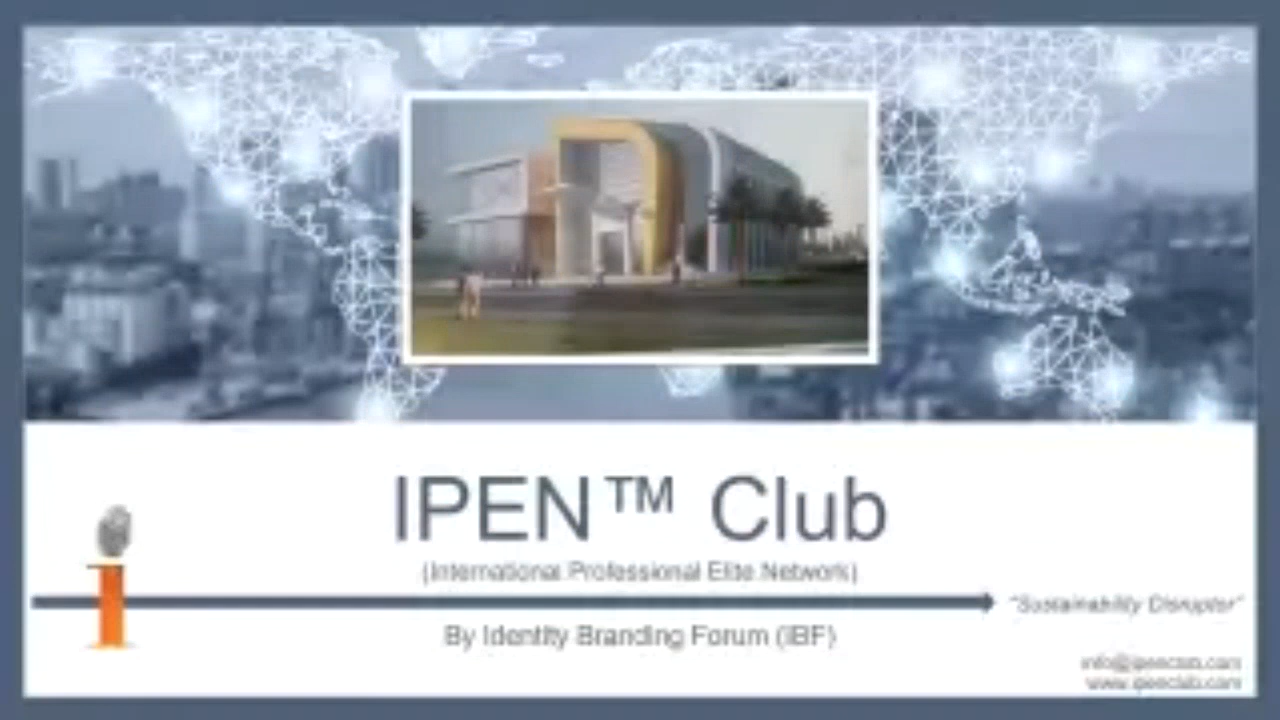 IPEN™ Club
(International Professional Elite Network)
"Sustainability Disruptor"
By Identity Branding Forum (IBF)
info@ipenclub.com
www.ipenclub.com